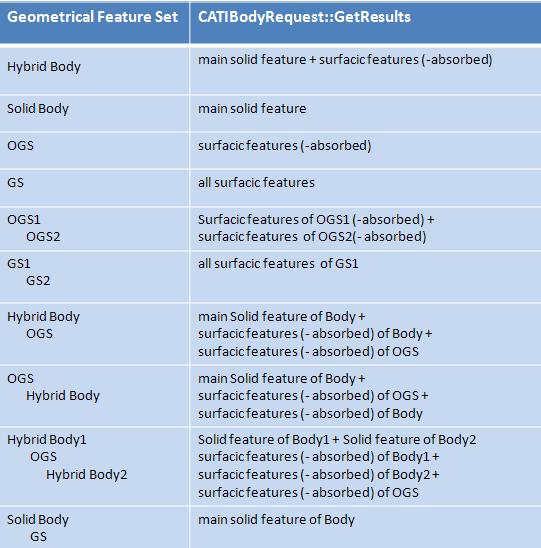 Geometrical Feature Set CATIBodyRequest::GetResults
Hybrid Body main solid feature + surfacic features (-absorbed)
Solid Body main solid feature
OGS surfacic features (-absorbed)
GS all surfacic features
OGS1 Surfacic features of OGS1 (-absorbed) +
OGS2 surfacic features of OGS2(- absorbed)
GS1 all surfacic features of GS1
GS2
Hybrid Body main Solid feature of Body +
OGS surfacic features (- absorbed) of Body +
surfacic features (- absorbed) of OGS
OGS main Solid feature of Body +
Hybrid Body surfacic features (- absorbed) of OGS +
surfacic features (- absorbed) of Body
Hybrid Body1 Solid feature of Body1 + Solid feature of Body2
OGS surfacic features (- absorbed) of Body1 +
Hybrid Body2 surfacic features (- absorbed) of Body2 +
surfacic features (- absorbed) of OGS
Solid Body main solid feature of Body
GS